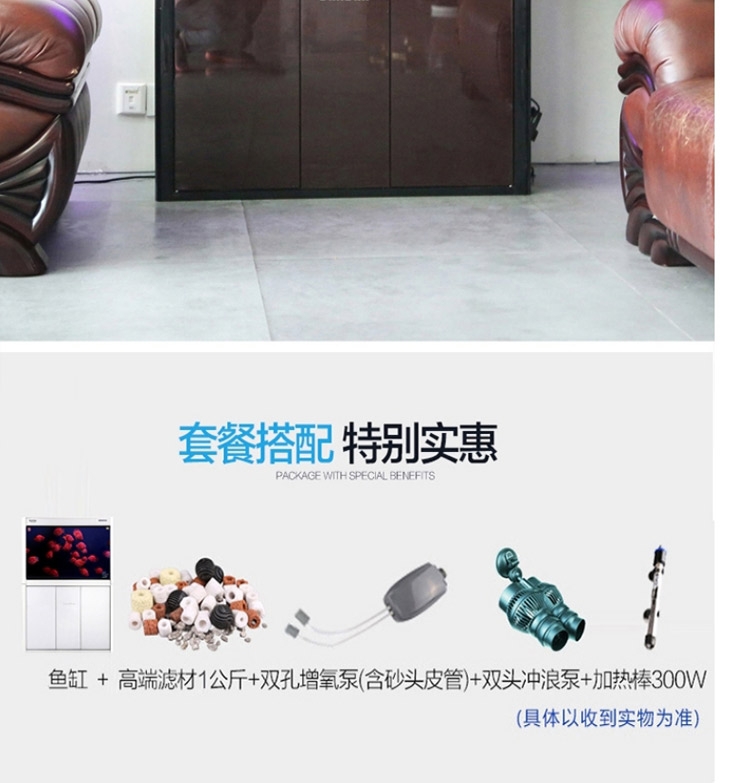 套餐搭配 特别实惠
PACKAGE WITH SPECIAL BENEFITS
鱼缸 + 高端滤材1公斤+双孔增氧泵(含砂头皮管)+双头冲浪泵+加热棒300W
(具体以收到实物为准)